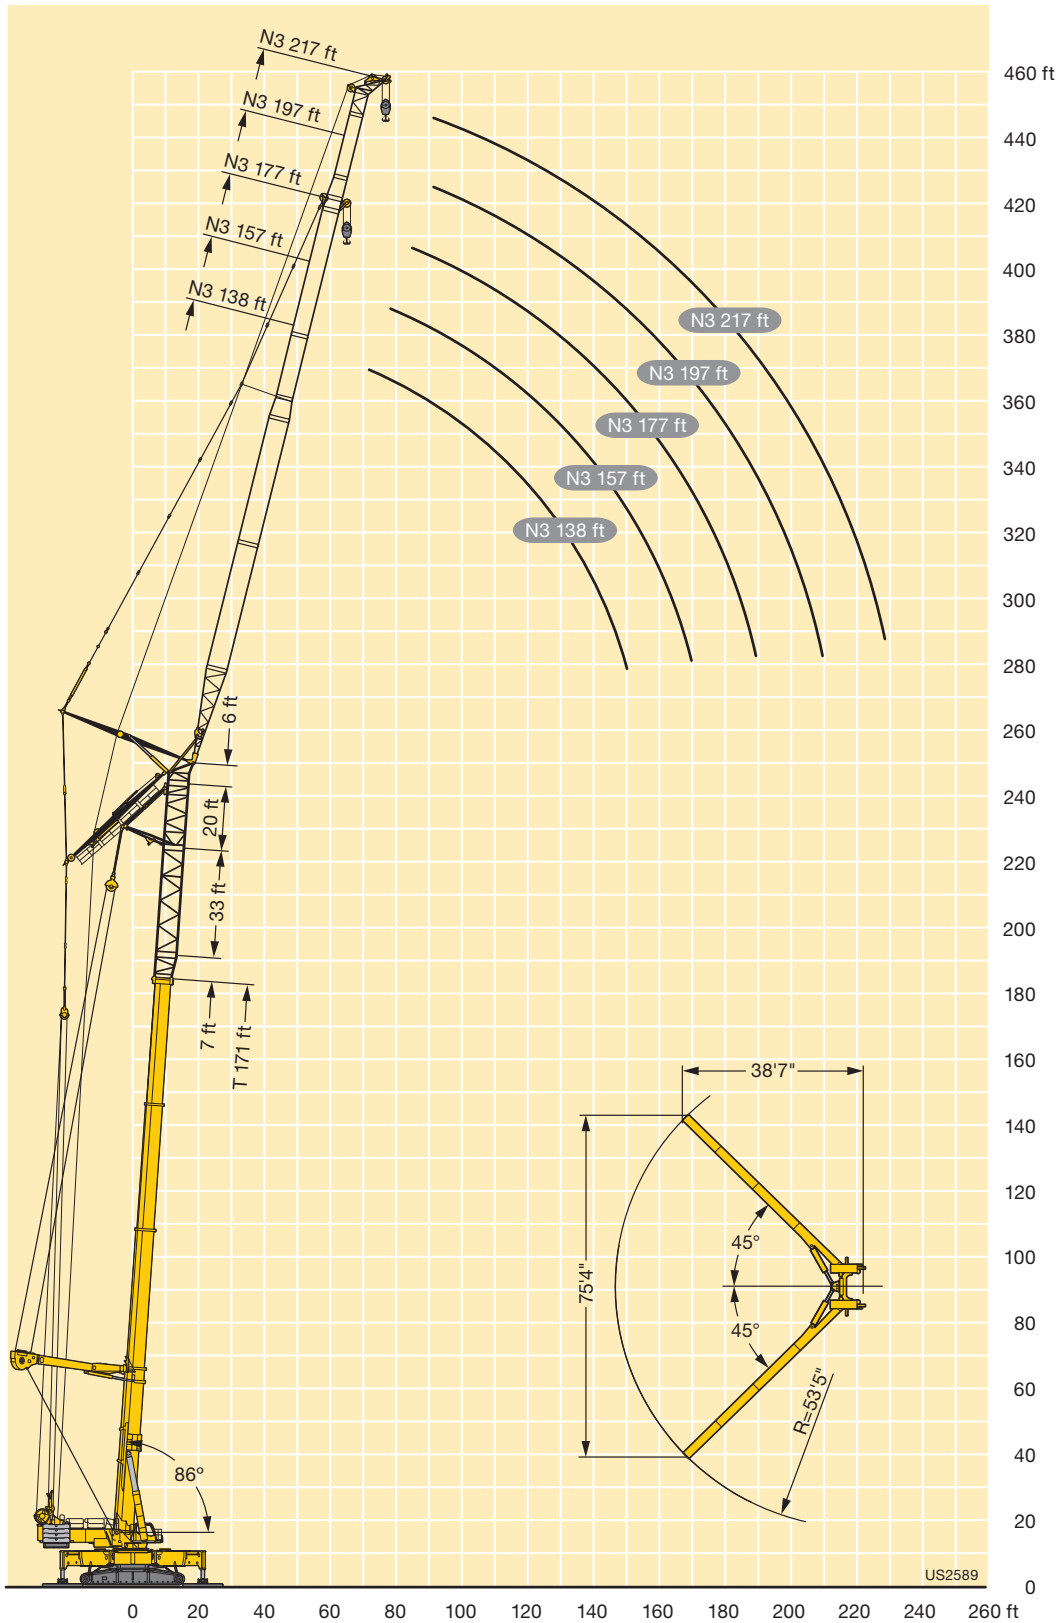 N3 217 ft
N3 197 ft
N3 177 ft
N3 157 ft
N3 138 ft
460 ft
440
420
400
380
360
340
320
300
280
260
240
220
200
180
160
140
120
100
80
60
40
20
0
N3 217 ft
N3 197 ft
N3 177 ft
N3 157 ft
N3 138 ft
6 ft
20 ft
33 ft
7 ft
T 171 ft
86°
38'7"
75'4"
45°
45°
R=53'5"
US2589
0 20 40 60 80 100 120 140 160 180 200 220 240 260 ft